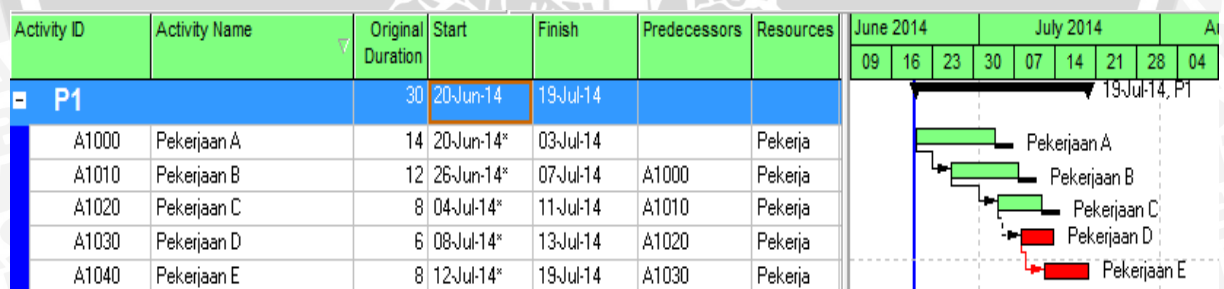 Activity ID Activity Name Original Duration Start Finish Predecessors Resources June 2014 July 2014 A
09 16 23 30 07 14 21 28 04
P1 30 20-Jun-14 19-Jul-14 19-Jul-14, P1
A1000 Pekerjaan A 14 20-Jun-14* 03-Jul-14 Pekerja Pekerjaan A
A1010 Pekerjaan B 12 26-Jun-14* 07-Jul-14 A1000 Pekerja Pekerjaan B
A1020 Pekerjaan C 8 04-Jul-14* 11-Jul-14 A1010 Pekerja Pekerjaan C
A1030 Pekerjaan D 6 08-Jul-14* 13-Jul-14 A1020 Pekerja Pekerjaan D
A1040 Pekerjaan E 8 12-Jul-14* 19-Jul-14 A1030 Pekerja Pekerjaan E